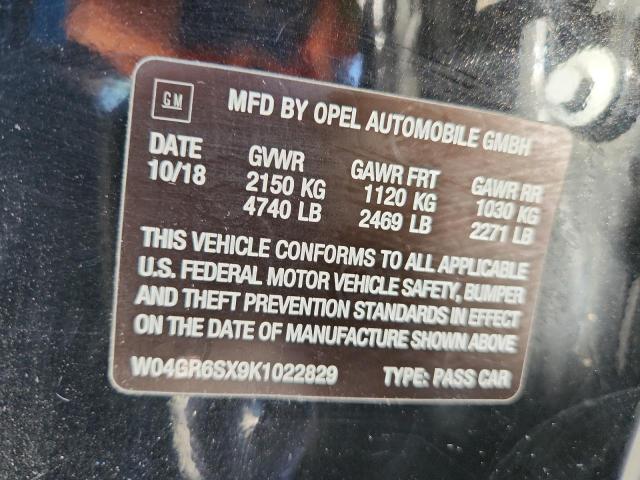 GM
MFD BY OPEL AUTOMOBILE GMBH
DATE GVWR GAWR FRT GAWR RR
10/18 2150 KG 1120 KG 1030 KG
4740 LB 2469 LB 2271 LB
THIS VEHICLE CONFORMS TO ALL APPLICABLE
U.S. FEDERAL MOTOR VEHICLE SAFETY, BUMPER
AND THEFT PREVENTION STANDARDS IN EFFECT
ON THE DATE OF MANUFACTURE SHOWN ABOVE
W04GR6SX9K1022829 TYPE: PASS CAR